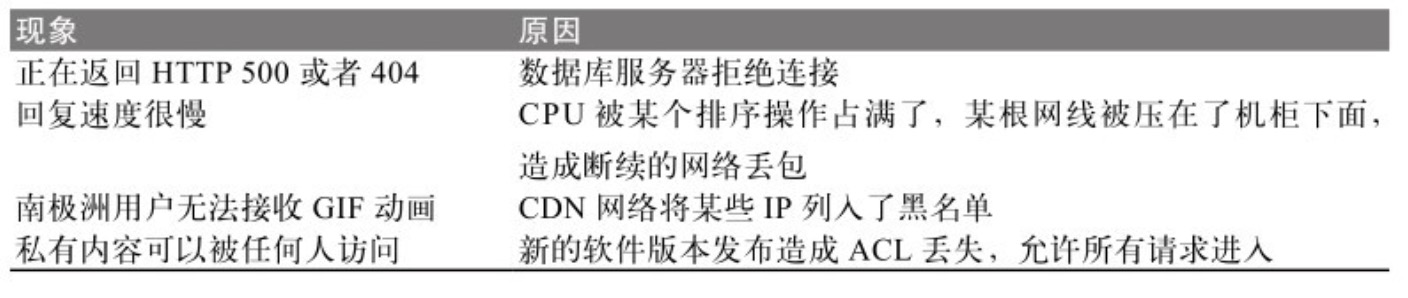 现象 原因
正在返回 HTTP 500 或者 404 数据库服务器拒绝连接
回复速度很慢 CPU 被某个排序操作占满了，某根网线被压在了机柜下面，
造成断续的网络丢包
南极洲用户无法接收 GIF 动画 CDN 网络将某些 IP 列入了黑名单
私有内容可以被任何人访问 新的软件版本发布造成 ACL 丢失，允许所有请求进入